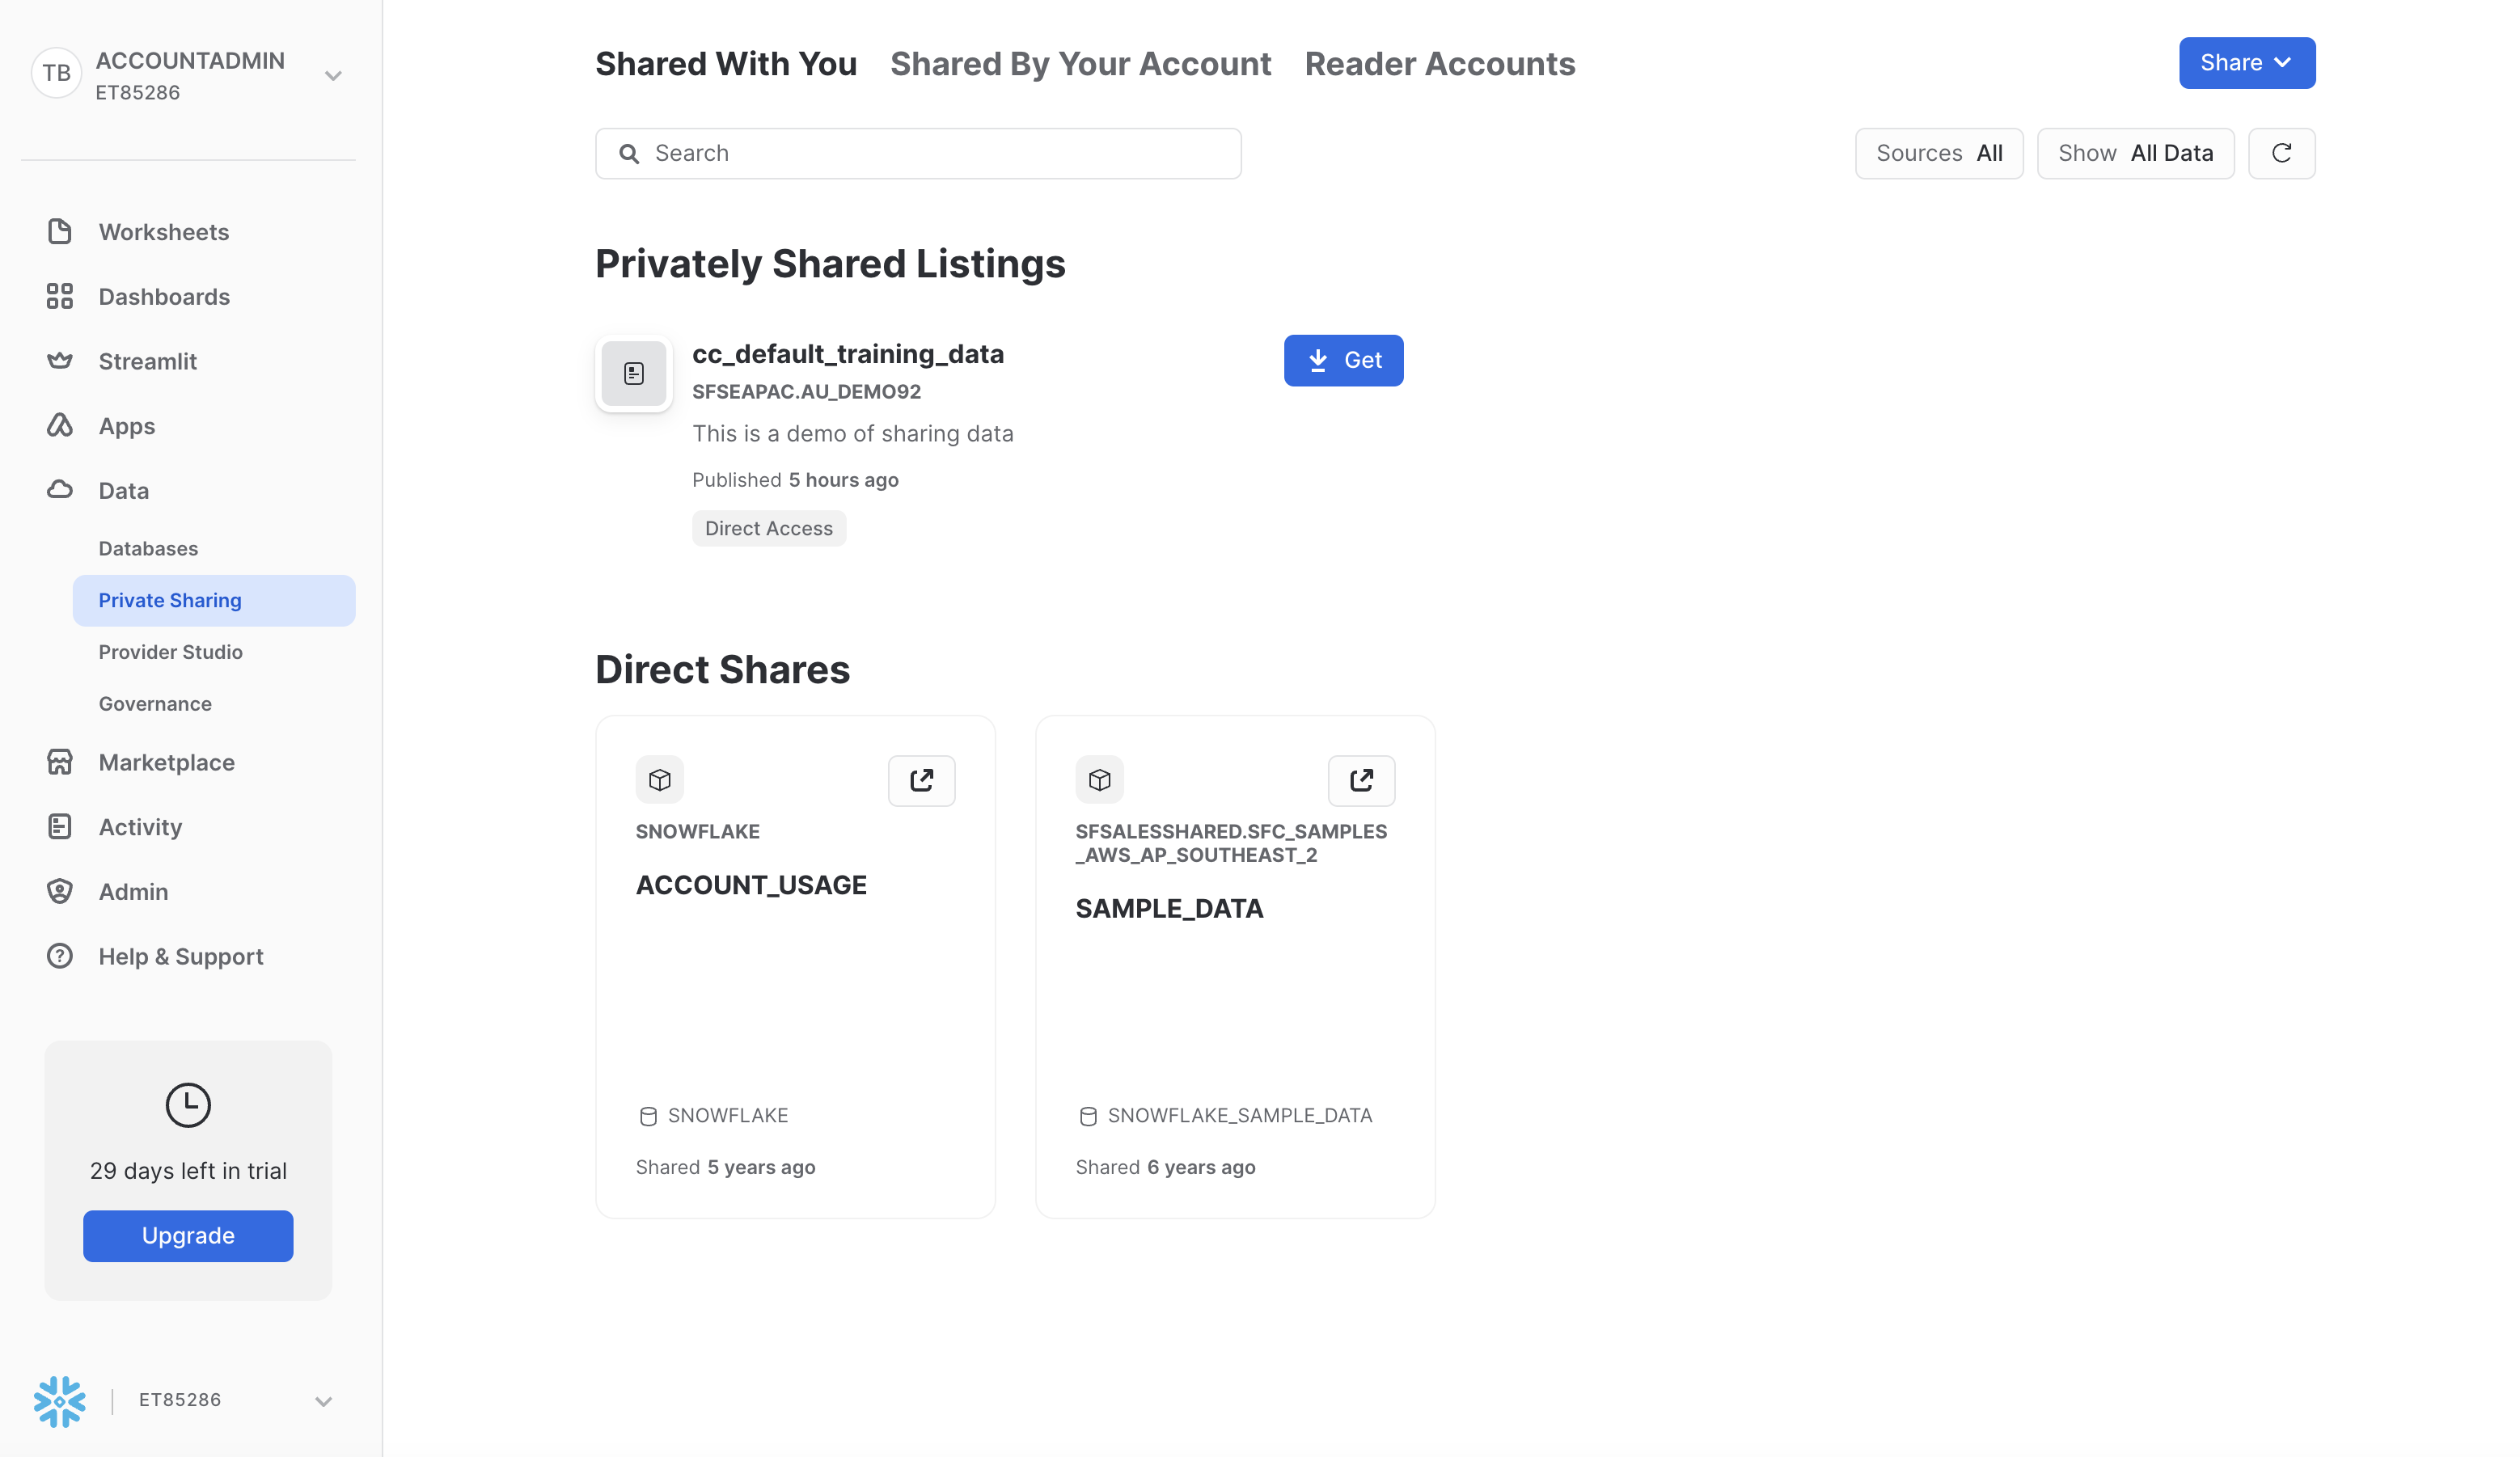 TB
ACCOUNTADMIN
ET85286
Worksheets
Dashboards
Streamlit
Apps
Data
Databases
Private Sharing
Provider Studio
Governance
Marketplace
Activity
Admin
Help & Support
29 days left in trial
Upgrade
ET85286
Shared With You
Shared By Your Account
Reader Accounts
Share
Search
Sources All
Show All Data
Privately Shared Listings
cc_default_training_data
SFSEAPAC.AU_DEMO92
This is a demo of sharing data
Published 5 hours ago
Direct Access
Get
Direct Shares
SNOWFLAKE
ACCOUNT_USAGE
SNOWFLAKE
Shared 5 years ago
SFSALESSHARED.SFC_SAMPLES
_AWS_AP_SOUTHEAST_2
SAMPLE_DATA
SNOWFLAKE_SAMPLE_DATA
Shared 6 years ago